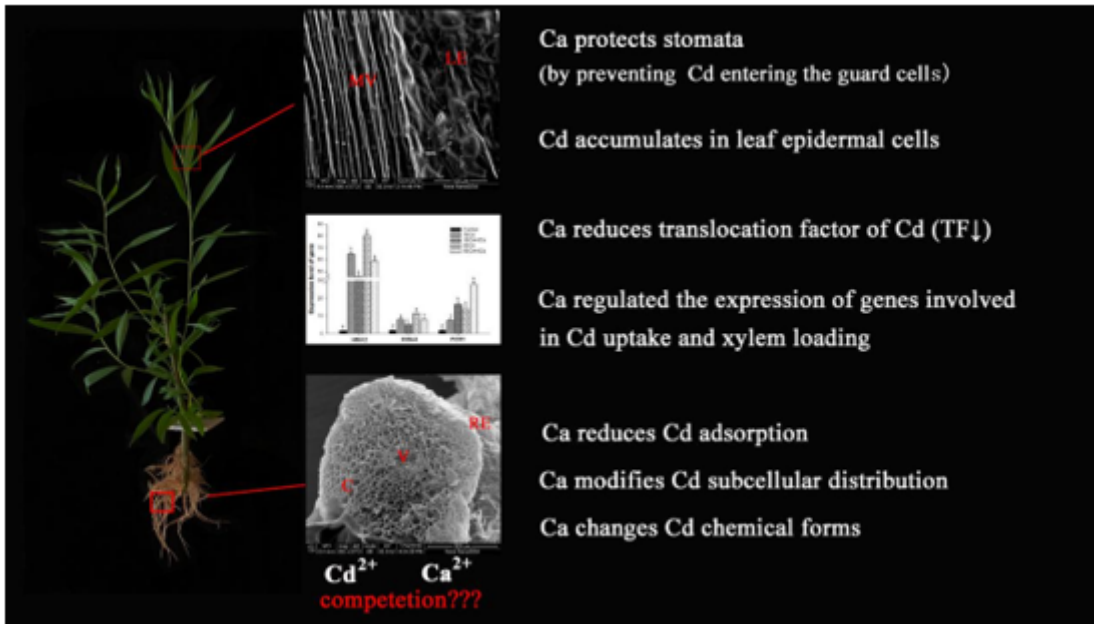 Ca protects stomata
(by preventing Cd entering the guard cells)
MV
LE
Cd accumulates in leaf epidermal cells
Ca reduces translocation factor of Cd (TF↓)
Ca regulated the expression of genes involved
in Cd uptake and xylem loading
RE
V
C
Ca reduces Cd adsorption
Ca modifies Cd subcellular distribution
Ca changes Cd chemical forms
Cd²⁺ Ca²⁺
competetion???